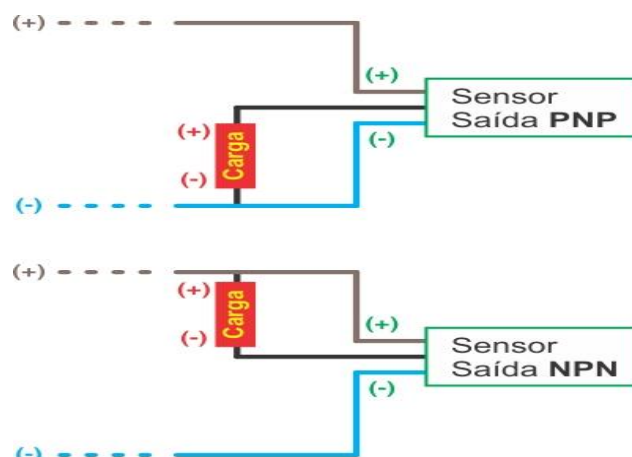 (+)
(+)
Sensor
Saída PNP
(+)
Carga
(-)
(-)
(-)
(+)
(+)
Carga
(-)
(+)
Sensor
Saída NPN
(-)
(-)